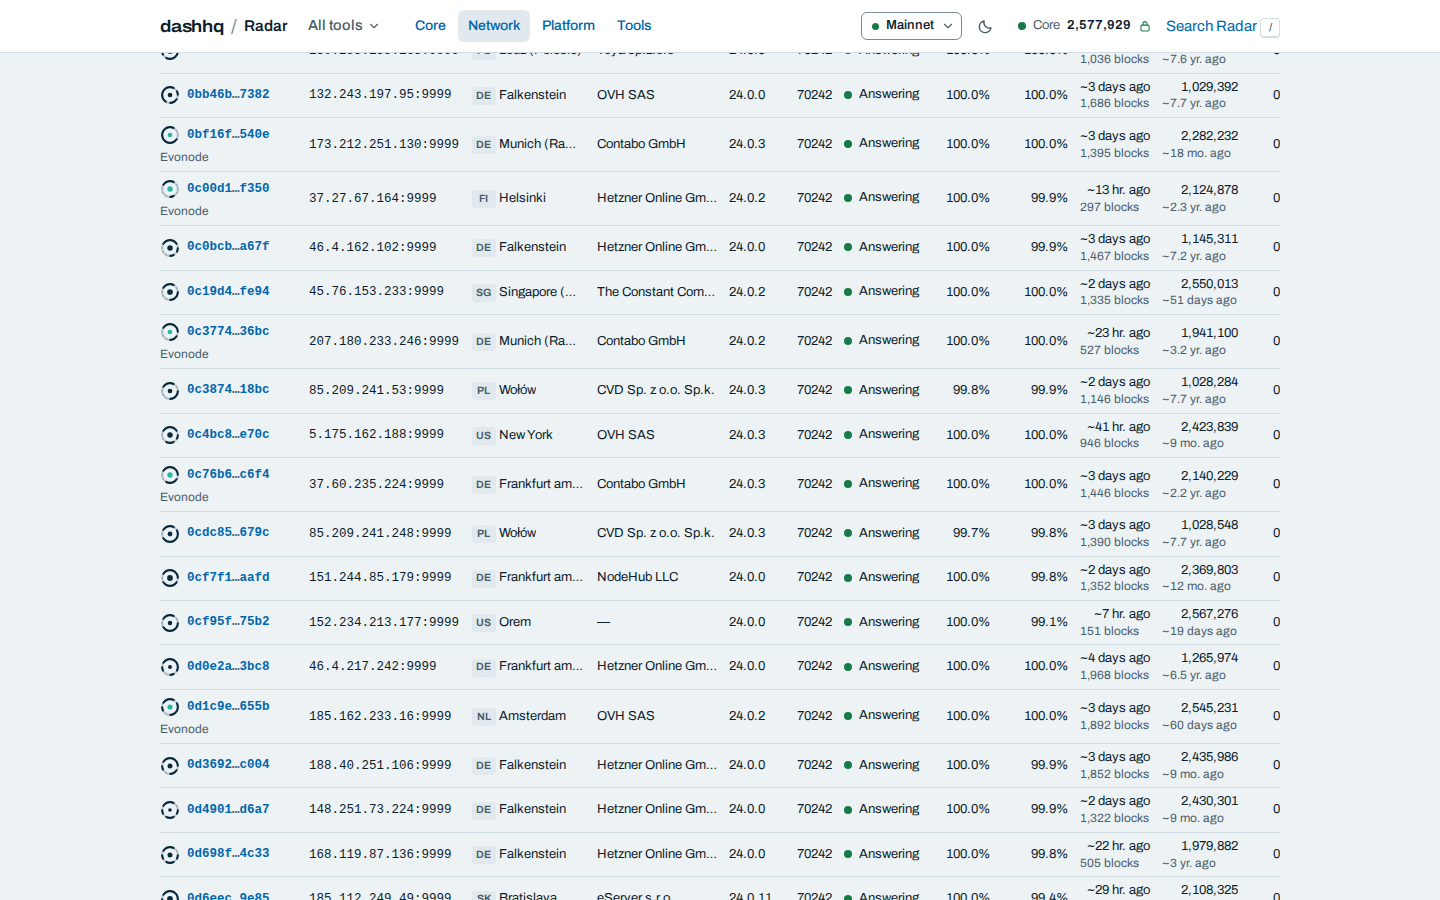 dashhq / Radar All tools Core Network Platform Tools Mainnet Core 2,577,929 Search Radar /
1,036 blocks ~7.6 yr. ago
0bb46b…7382 132.243.197.95:9999 DE Falkenstein OVH SAS 24.0.0 70242 Answering 100.0% 100.0% ~3 days ago 1,029,392 0
1,686 blocks ~7.7 yr. ago
0bf16f…540e 173.212.251.130:9999 DE Munich (Ra... Contabo GmbH 24.0.3 70242 Answering 100.0% 100.0% ~3 days ago 2,282,232 0
Evonode 1,395 blocks ~18 mo. ago
0c00d1…f350 37.27.67.164:9999 FI Helsinki Hetzner Online Gm... 24.0.2 70242 Answering 100.0% 99.9% ~13 hr. ago 2,124,878 0
Evonode 297 blocks ~2.3 yr. ago
0c0bcb…a67f 46.4.162.102:9999 DE Falkenstein Hetzner Online Gm... 24.0.0 70242 Answering 100.0% 99.9% ~3 days ago 1,145,311 0
1,467 blocks ~7.2 yr. ago
0c19d4…fe94 45.76.153.233:9999 SG Singapore (... The Constant Com... 24.0.2 70242 Answering 100.0% 100.0% ~2 days ago 2,550,013 0
1,335 blocks ~51 days ago
0c3774…36bc 207.180.233.246:9999 DE Munich (Ra... Contabo GmbH 24.0.2 70242 Answering 100.0% 100.0% ~23 hr. ago 1,941,100 0
Evonode 527 blocks ~3.2 yr. ago
0c3874…18bc 85.209.241.53:9999 PL Wołów CVD Sp. z o.o. Sp.k. 24.0.3 70242 Answering 99.8% 99.9% ~2 days ago 1,028,284 0
1,146 blocks ~7.7 yr. ago
0c4bc8…e70c 5.175.162.188:9999 US New York OVH SAS 24.0.3 70242 Answering 100.0% 100.0% ~41 hr. ago 2,423,839 0
946 blocks ~9 mo. ago
0c76b6…c6f4 37.60.235.224:9999 DE Frankfurt am... Contabo GmbH 24.0.3 70242 Answering 100.0% 99.9% ~3 days ago 2,140,229 0
Evonode 1,446 blocks ~2.2 yr. ago
0cdc85…679c 85.209.241.248:9999 PL Wołów CVD Sp. z o.o. Sp.k. 24.0.3 70242 Answering 99.7% 99.8% ~3 days ago 1,028,548 0
1,390 blocks ~7.7 yr. ago
0cf7f1…aafd 151.244.85.179:9999 DE Frankfurt am... NodeHub LLC 24.0.0 70242 Answering 100.0% 99.8% ~2 days ago 2,369,803 0
1,352 blocks ~12 mo. ago
0cf95f…75b2 152.234.213.177:9999 US Orem — 24.0.0 70242 Answering 100.0% 99.1% ~7 hr. ago 2,567,276 0
151 blocks ~19 days ago
0d0e2a…3bc8 46.4.217.242:9999 DE Frankfurt am... Hetzner Online Gm... 24.0.0 70242 Answering 100.0% 100.0% ~4 days ago 1,265,974 0
1,968 blocks ~6.5 yr. ago
0d1c9e…655b 185.162.233.16:9999 NL Amsterdam OVH SAS 24.0.2 70242 Answering 100.0% 100.0% ~3 days ago 2,545,231 0
Evonode 1,892 blocks ~60 days ago
0d3692…c004 188.40.251.106:9999 DE Falkenstein Hetzner Online Gm... 24.0.0 70242 Answering 100.0% 99.9% ~3 days ago 2,435,986 0
1,852 blocks ~9 mo. ago
0d4901…d6a7 148.251.73.224:9999 DE Falkenstein Hetzner Online Gm... 24.0.0 70242 Answering 100.0% 99.9% ~2 days ago 2,430,301 0
1,322 blocks ~9 mo. ago
0d698f…4c33 168.119.87.136:9999 DE Falkenstein Hetzner Online Gm... 24.0.0 70242 Answering 100.0% 99.8% ~22 hr. ago 1,979,882 0
505 blocks ~3 yr. ago
0d6eec…9e85 185.112.249.49:9999 SK Bratislava eServer s.r.o. 24.0.11 70242 Answering 100.0% 99.4% ~29 hr. ago 2,108,325 0